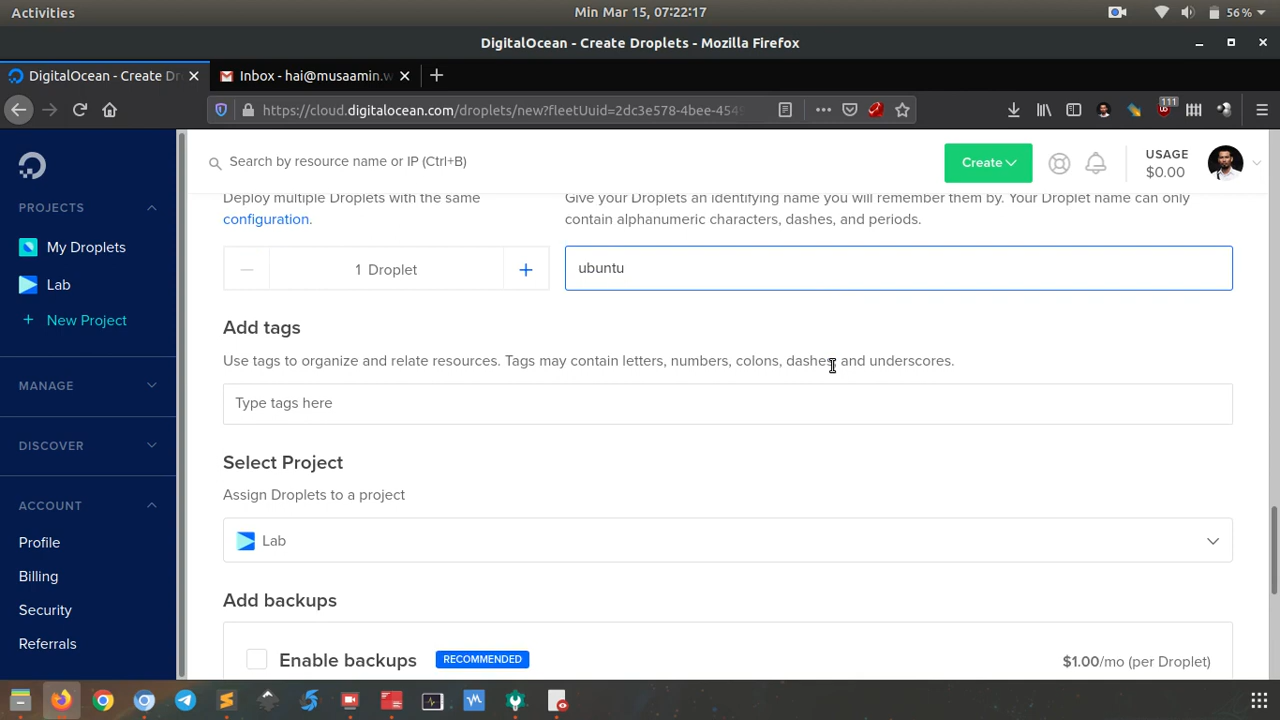 Activities
Min Mar 15, 07:22:17
56%
DigitalOcean - Create Droplets - Mozilla Firefox
DigitalOcean - Create Dr
Inbox - hai@musaamin.w
https://cloud.digitalocean.com/droplets/new?fleetUuid=2dc3e578-4bee-454
111
Search by resource name or IP (Ctrl+B)
Create
USAGE
$0.00
PROJECTS
My Droplets
Lab
+ New Project
MANAGE
DISCOVER
ACCOUNT
Profile
Billing
Security
Referrals
Deploy multiple Droplets with the same
configuration.
Give your Droplets an identifying name you will remember them by. Your Droplet name can only
contain alphanumeric characters, dashes, and periods.
1 Droplet
ubuntu
Add tags
Use tags to organize and relate resources. Tags may contain letters, numbers, colons, dashes, and underscores.
Type tags here
Select Project
Assign Droplets to a project
Lab
Add backups
Enable backups
RECOMMENDED
$1.00/mo (per Droplet)